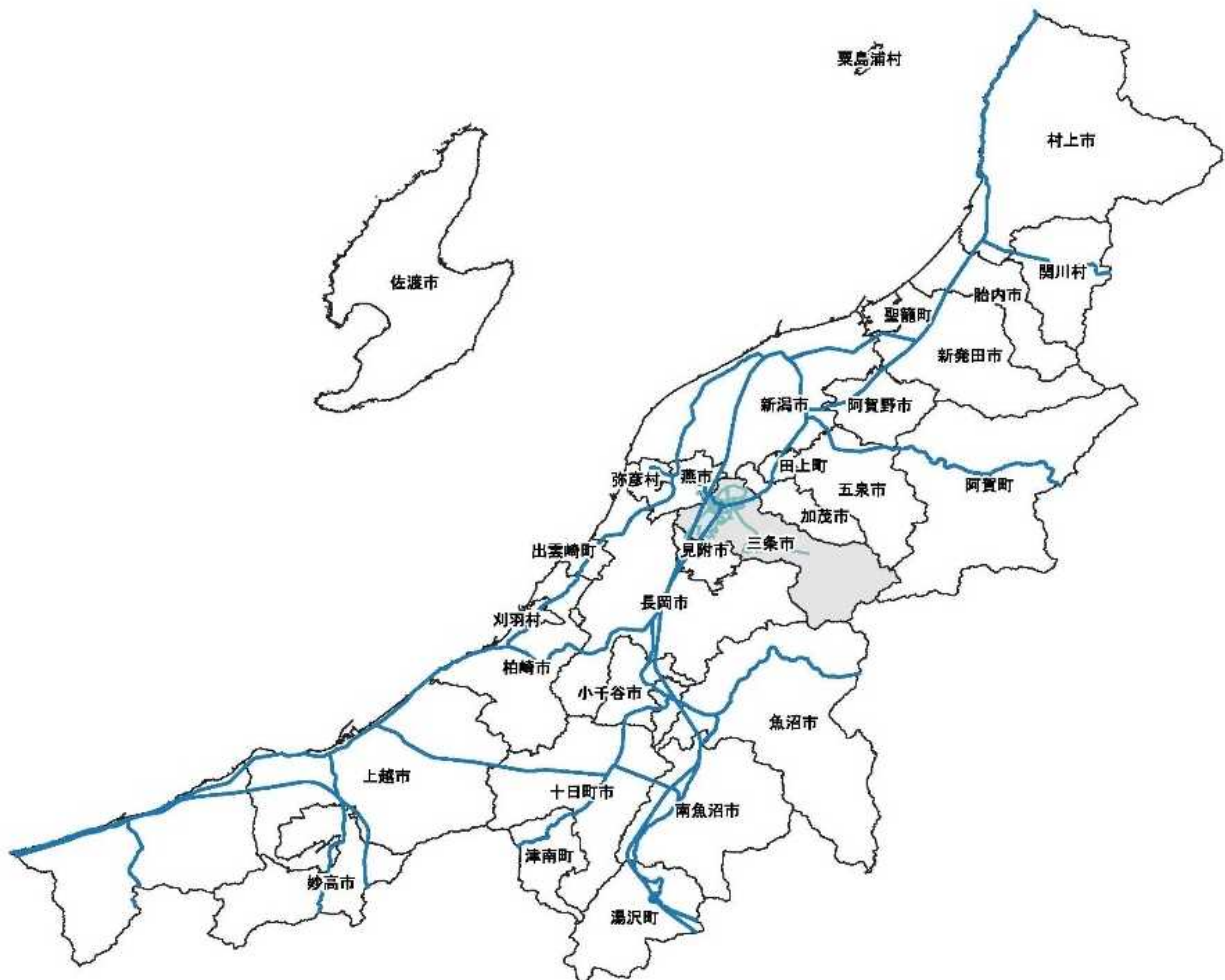 粟島浦村
村上市
関川村
佐渡市
胎内市
聖籠町
新発田市
新潟市
阿賀野市
田上町
弥彦村
燕市
五泉市
阿賀町
加茂市
三条市
見附市
出雲崎町
長岡市
刈羽村
柏崎市
小千谷市
魚沼市
上越市
十日町市
南魚沼市
津南町
妙高市
湯沢町